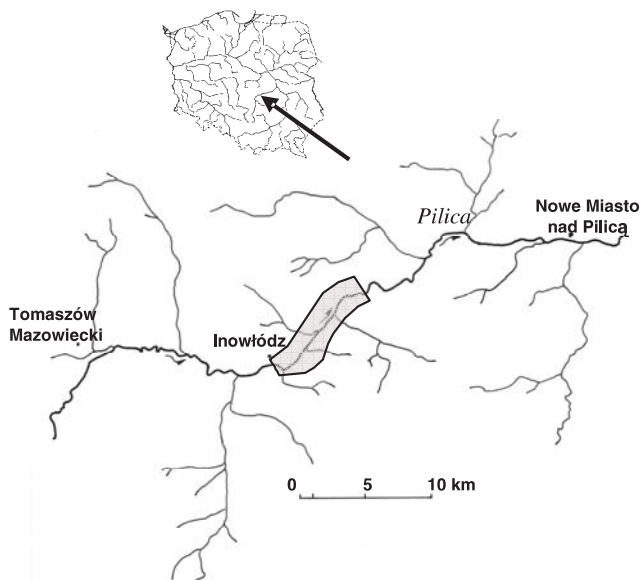 Pilica
Nowe Miasto
nad Pilicą
Tomaszów
Mazowiecki
Inowłódz
0 5 10 km